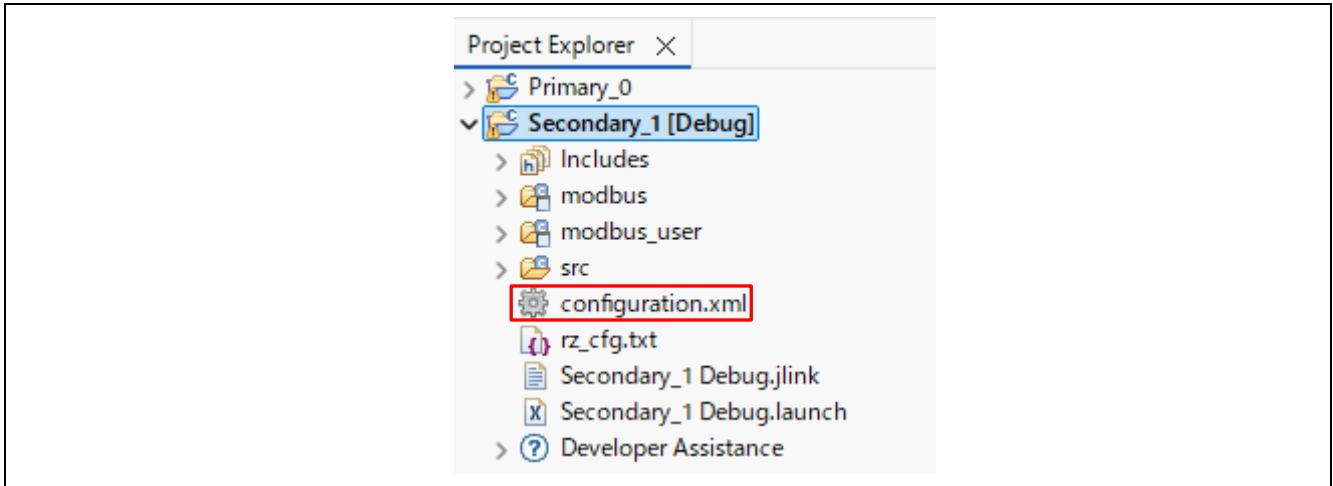 Project Explorer
Primary_0
Secondary_1 [Debug]
Includes
modbus
modbus_user
src
configuration.xml
rz_cfg.txt
Secondary_1 Debug.jlink
Secondary_1 Debug.launch
Developer Assistance